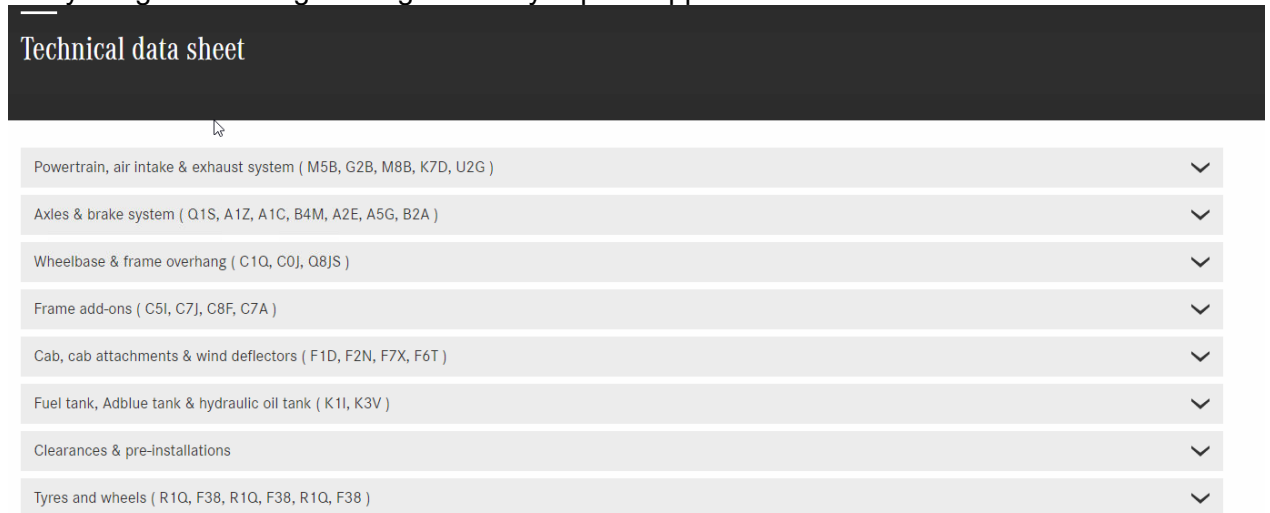 Technical data sheet
Powertrain, air intake & exhaust system ( M5B, G2B, M8B, K7D, U2G )
Axles & brake system ( Q1S, A1Z, A1C, B4M, A2E, A5G, B2A )
Wheelbase & frame overhang ( C1Q, C0J, Q8JS )
Frame add-ons ( C5I, C7J, C8F, C7A )
Cab, cab attachments & wind deflectors ( F1D, F2N, F7X, F6T )
Fuel tank, Adblue tank & hydraulic oil tank ( K1I, K3V )
Clearances & pre-installations
Tyres and wheels ( R1Q, F38, R1Q, F38, R1Q, F38 )